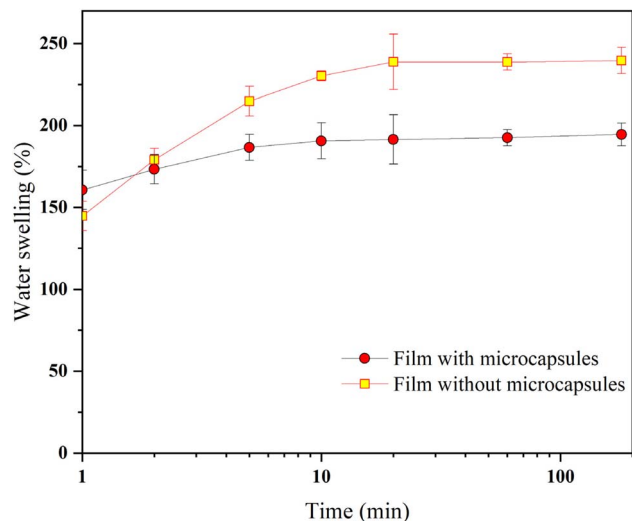 250
200
150
100
50
0
Water swelling (%)
Film with microcapsules
Film without microcapsules
1
10
100
Time (min)